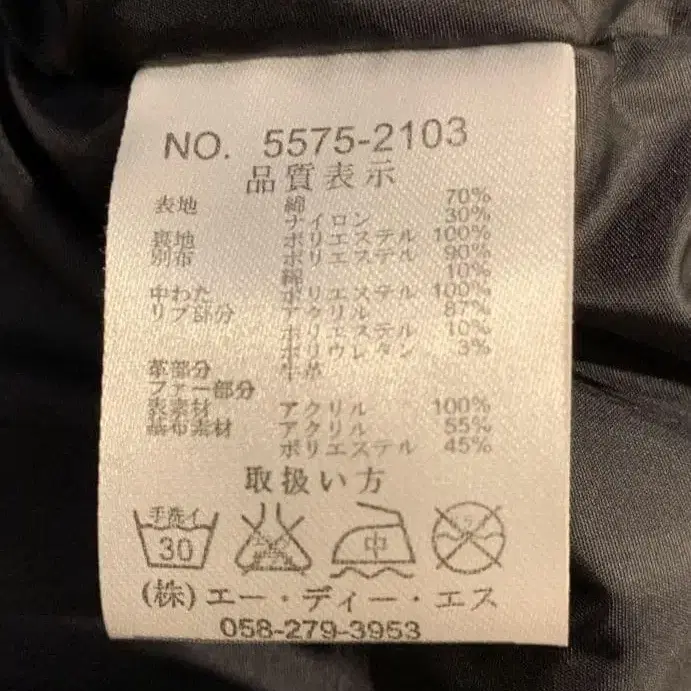 NO. 5575-2103
品質表示
表地 綿 70%
ナイロン 30%
裏地 ポリエステル 100%
別布 ポリエステル 90%
綿 10%
中わた ポリエステル 100%
リブ部分 アクリル 87%
ポリエステル 10%
ポリウレタン 3%
革部分 牛革
ファー部分
表素材 アクリル 100%
基布素材 アクリル 55%
ポリエステル 45%
取扱い方
手洗イ 30 中
(株)エー・ディー・エス
058-279-3953